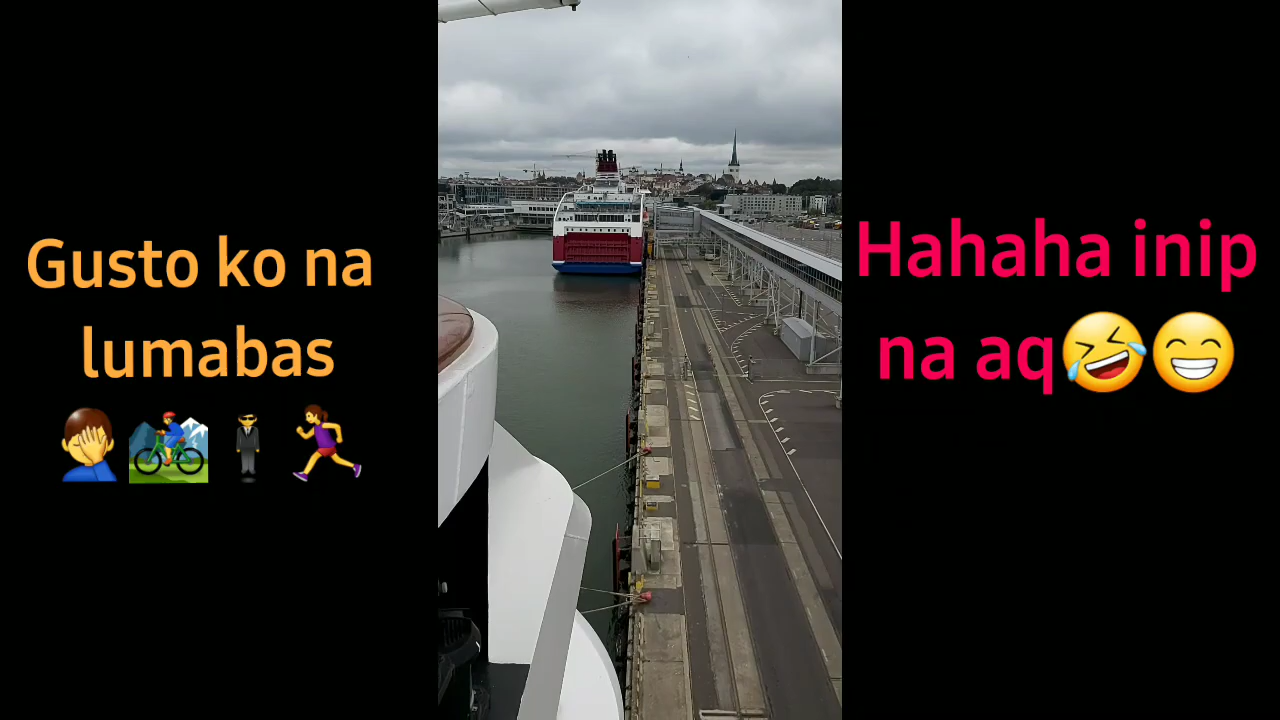 Gusto ko na
lumabas
🤦‍♂️🚵🕴️🏃‍♀️
Hahaha inip
na aq🤣😁